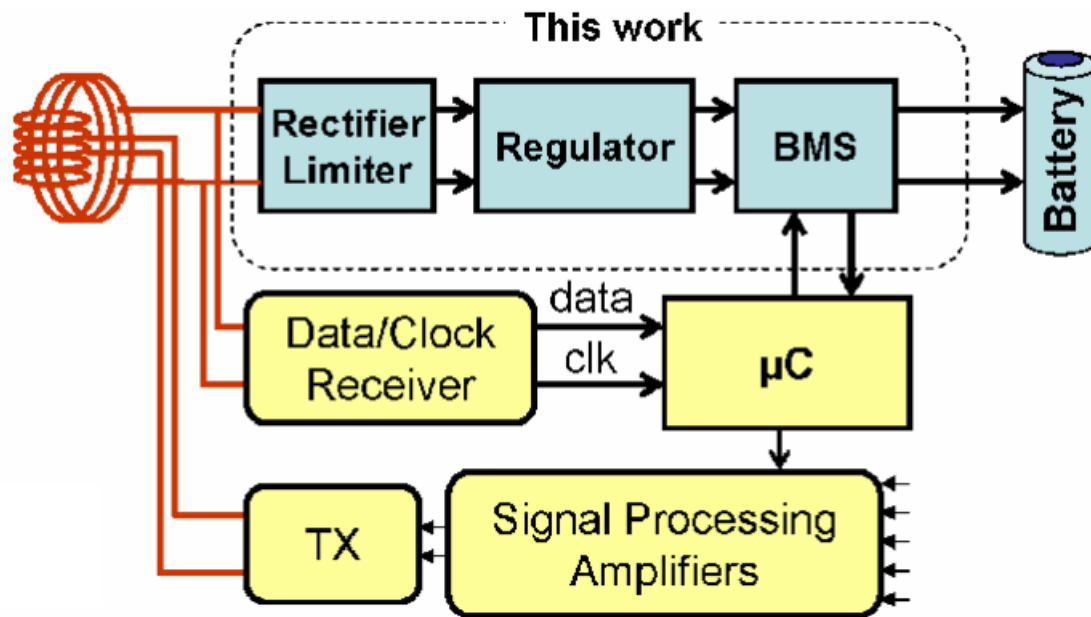 This work
Rectifier
Limiter
Regulator
BMS
Battery
Data/Clock
Receiver
data
clk
µC
TX
Signal Processing
Amplifiers